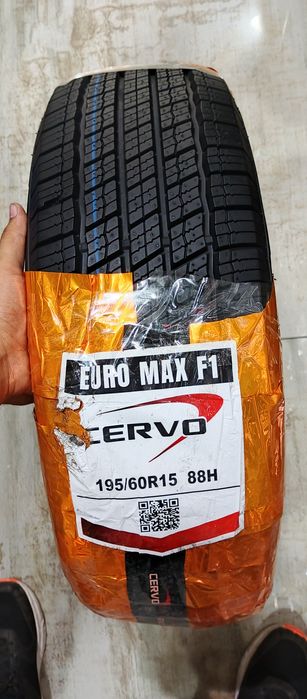 EURO MAX F1
CERVO
195/60R15 88H
CERVO